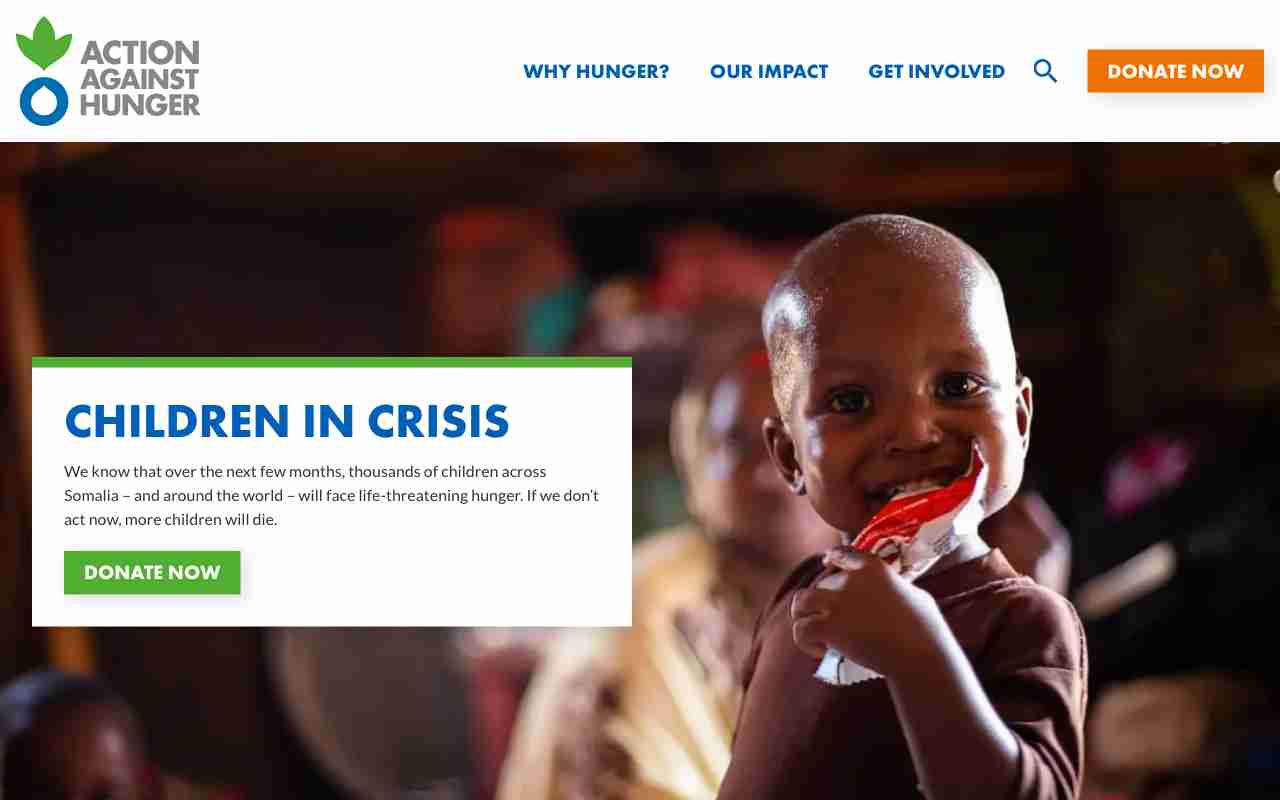 ACTION
AGAINST
HUNGER
WHY HUNGER?
OUR IMPACT
GET INVOLVED
DONATE NOW
CHILDREN IN CRISIS
We know that over the next few months, thousands of children across
Somalia – and around the world – will face life-threatening hunger. If we don't
act now, more children will die.
DONATE NOW